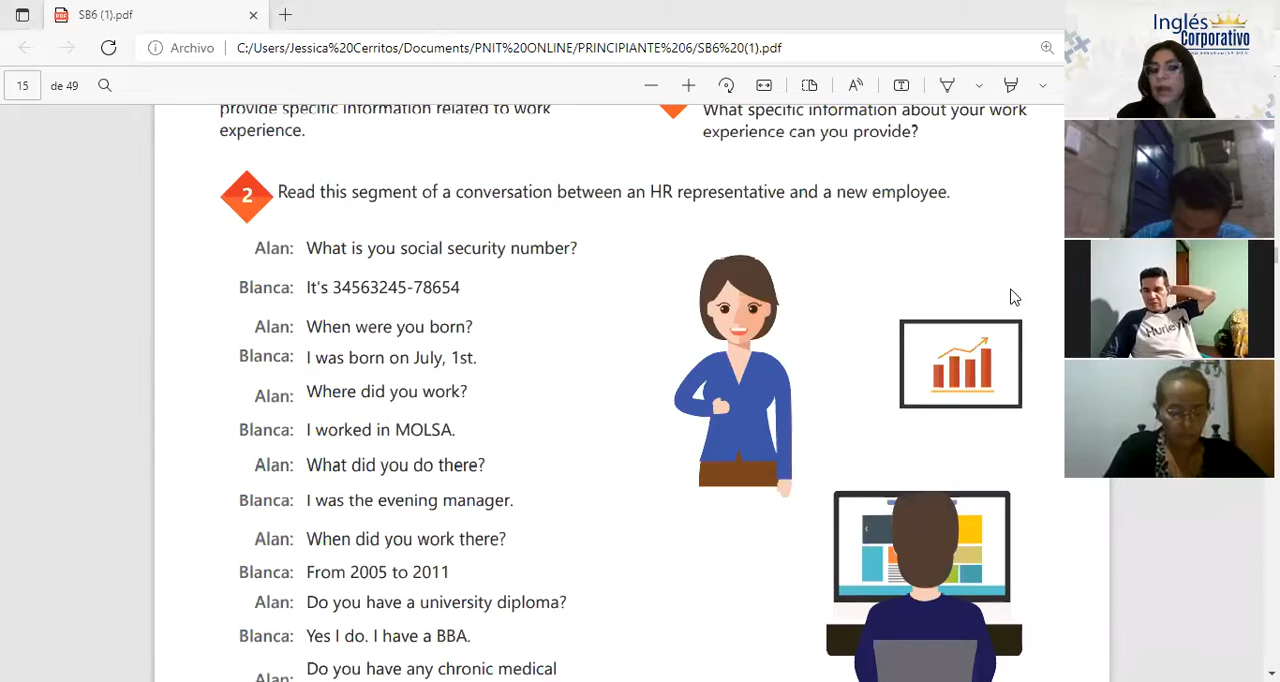 SB6 (1).pdf
Archivo
C:/Users/Jessica%20Cerritos/Documents/PNIT%20ONLINE/PRINCIPIANTE%206/SB6%20(1).pdf
15 de 49
Inglés
Corporativo
provide specific information related to work
experience.
What specific information about your work
experience can you provide?
2 Read this segment of a conversation between an HR representative and a new employee.
Alan: What is you social security number?
Blanca: It's 34563245-78654
Alan: When were you born?
Blanca: I was born on July, 1st.
Alan: Where did you work?
Blanca: I worked in MOLSA.
Alan: What did you do there?
Blanca: I was the evening manager.
Alan: When did you work there?
Blanca: From 2005 to 2011
Alan: Do you have a university diploma?
Blanca: Yes I do. I have a BBA.
Alan: Do you have any chronic medical
Hurley